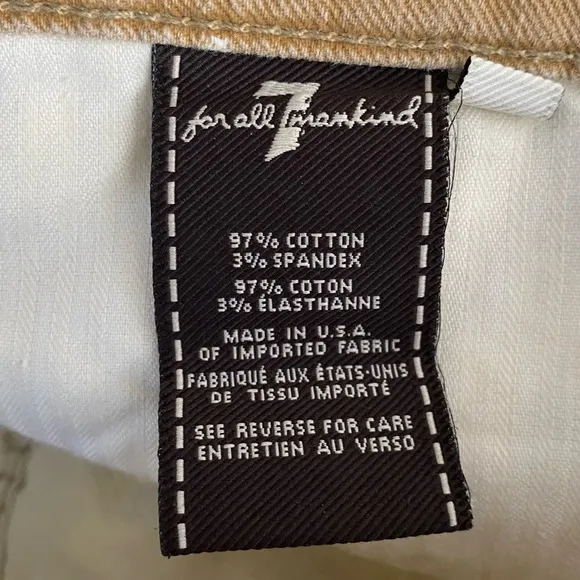 for all 7 mankind
97% COTTON
3% SPANDEX
97% COTON
3% ÉLASTHANNE
MADE IN U.S.A.
OF IMPORTED FABRIC
FABRIQUÉ AUX ÉTATS-UNIS
DE TISSU IMPORTÉ
SEE REVERSE FOR CARE
ENTRETIEN AU VERSO